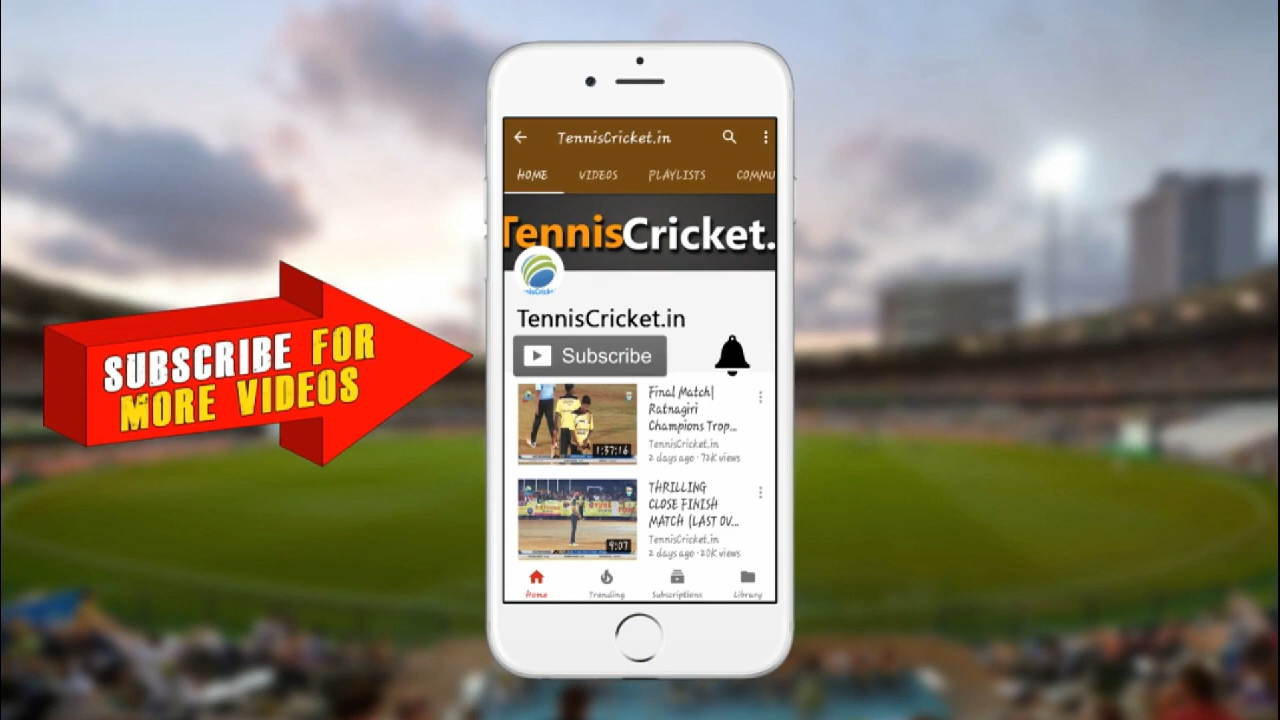 TennisCricket.in
HOME VIDEOS PLAYLISTS COMMU
TennisCricket.
TennisCricket.in
Subscribe
SUBSCRIBE FOR
MORE VIDEOS
Final Match|
Ratnagiri
Champions Trop...
TennisCricket.in
2 days ago · 72K views
1:37:16
THRILLING
CLOSE FINISH
MATCH (LAST OV...
TennisCricket.in
2 days ago · 20K views
9:07
Home Trending Subscriptions Library